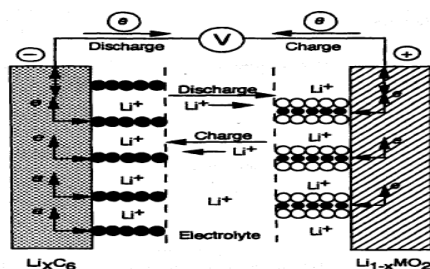 e
e
− Discharge V Charge +
Discharge
Li⁺
Li⁺
Li⁺
e
e
Li⁺
Charge
Li⁺
Li⁺
e
Li⁺
e
Li⁺
Li⁺
Li⁺
e
Li⁺
Electrolyte
Li⁺
LiₓC₆
Li₁₋ₓMO₂